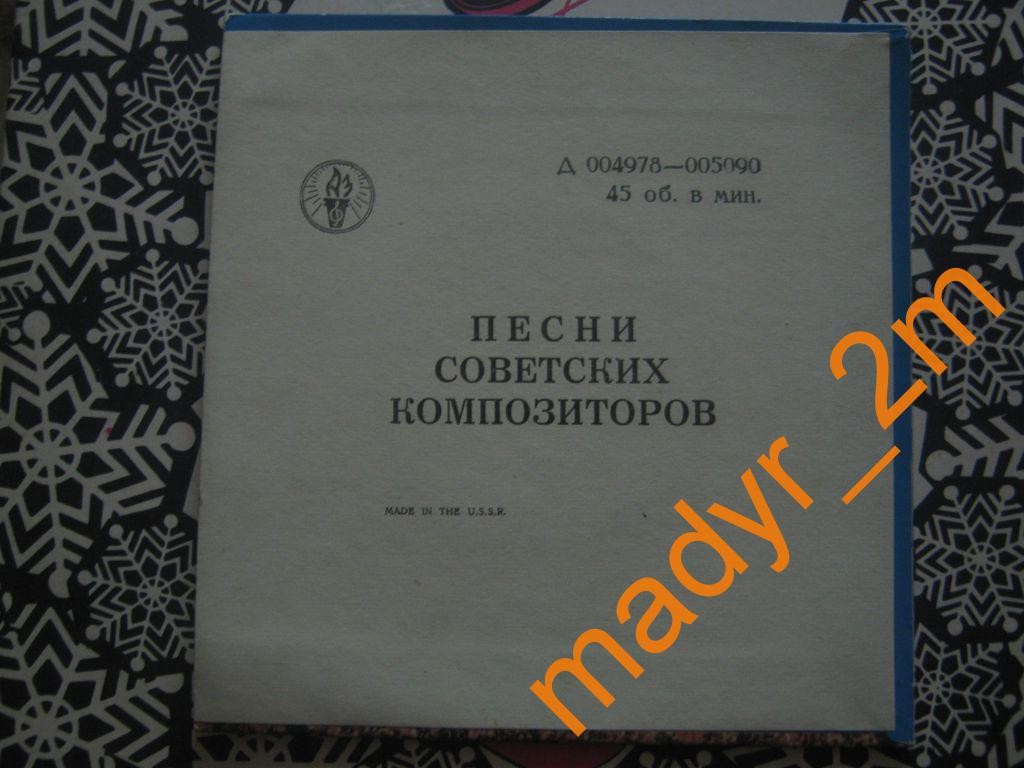 Д 004978—005090
45 об. в мин.
ПЕСНИ
СОВЕТСКИХ
КОМПОЗИТОРОВ
MADE IN THE U.S.S.R.
madyr_2m